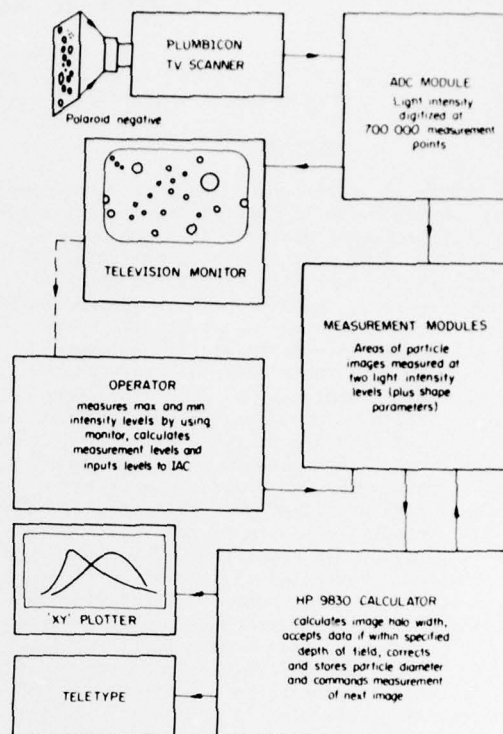 PLUMBICON
TV SCANNER
Polaroid negative
ADC MODULE
Light intensity
digitized at
700 000 measurement
points
TELEVISION MONITOR
MEASUREMENT MODULES
Areas of particle
images measured at
two light intensity
levels (plus shape
parameters)
OPERATOR
measures max and min
intensity levels by using
monitor, calculates
measurement levels and
inputs levels to IAC
'XY' PLOTTER
HP 9830 CALCULATOR
calculates image halo width,
accepts data if within specified
depth of field, corrects
and stores particle diameter
and commands measurement
of next image
TELETYPE